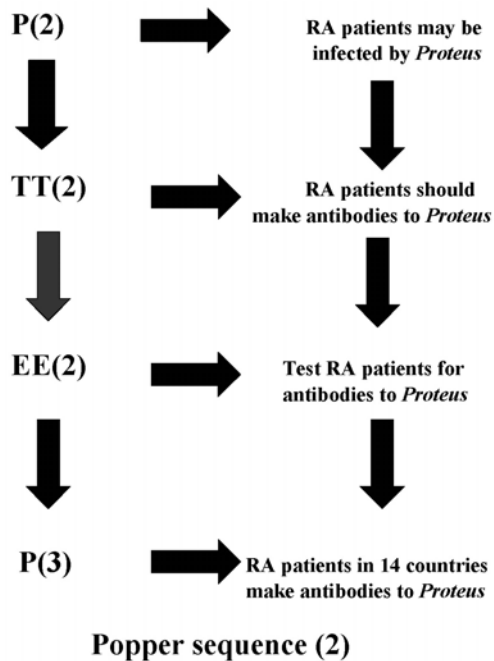 P(2)
RA patients may be
infected by Proteus
TT(2)
RA patients should
make antibodies to Proteus
EE(2)
Test RA patients for
antibodies to Proteus
P(3)
RA patients in 14 countries
make antibodies to Proteus
Popper sequence (2)